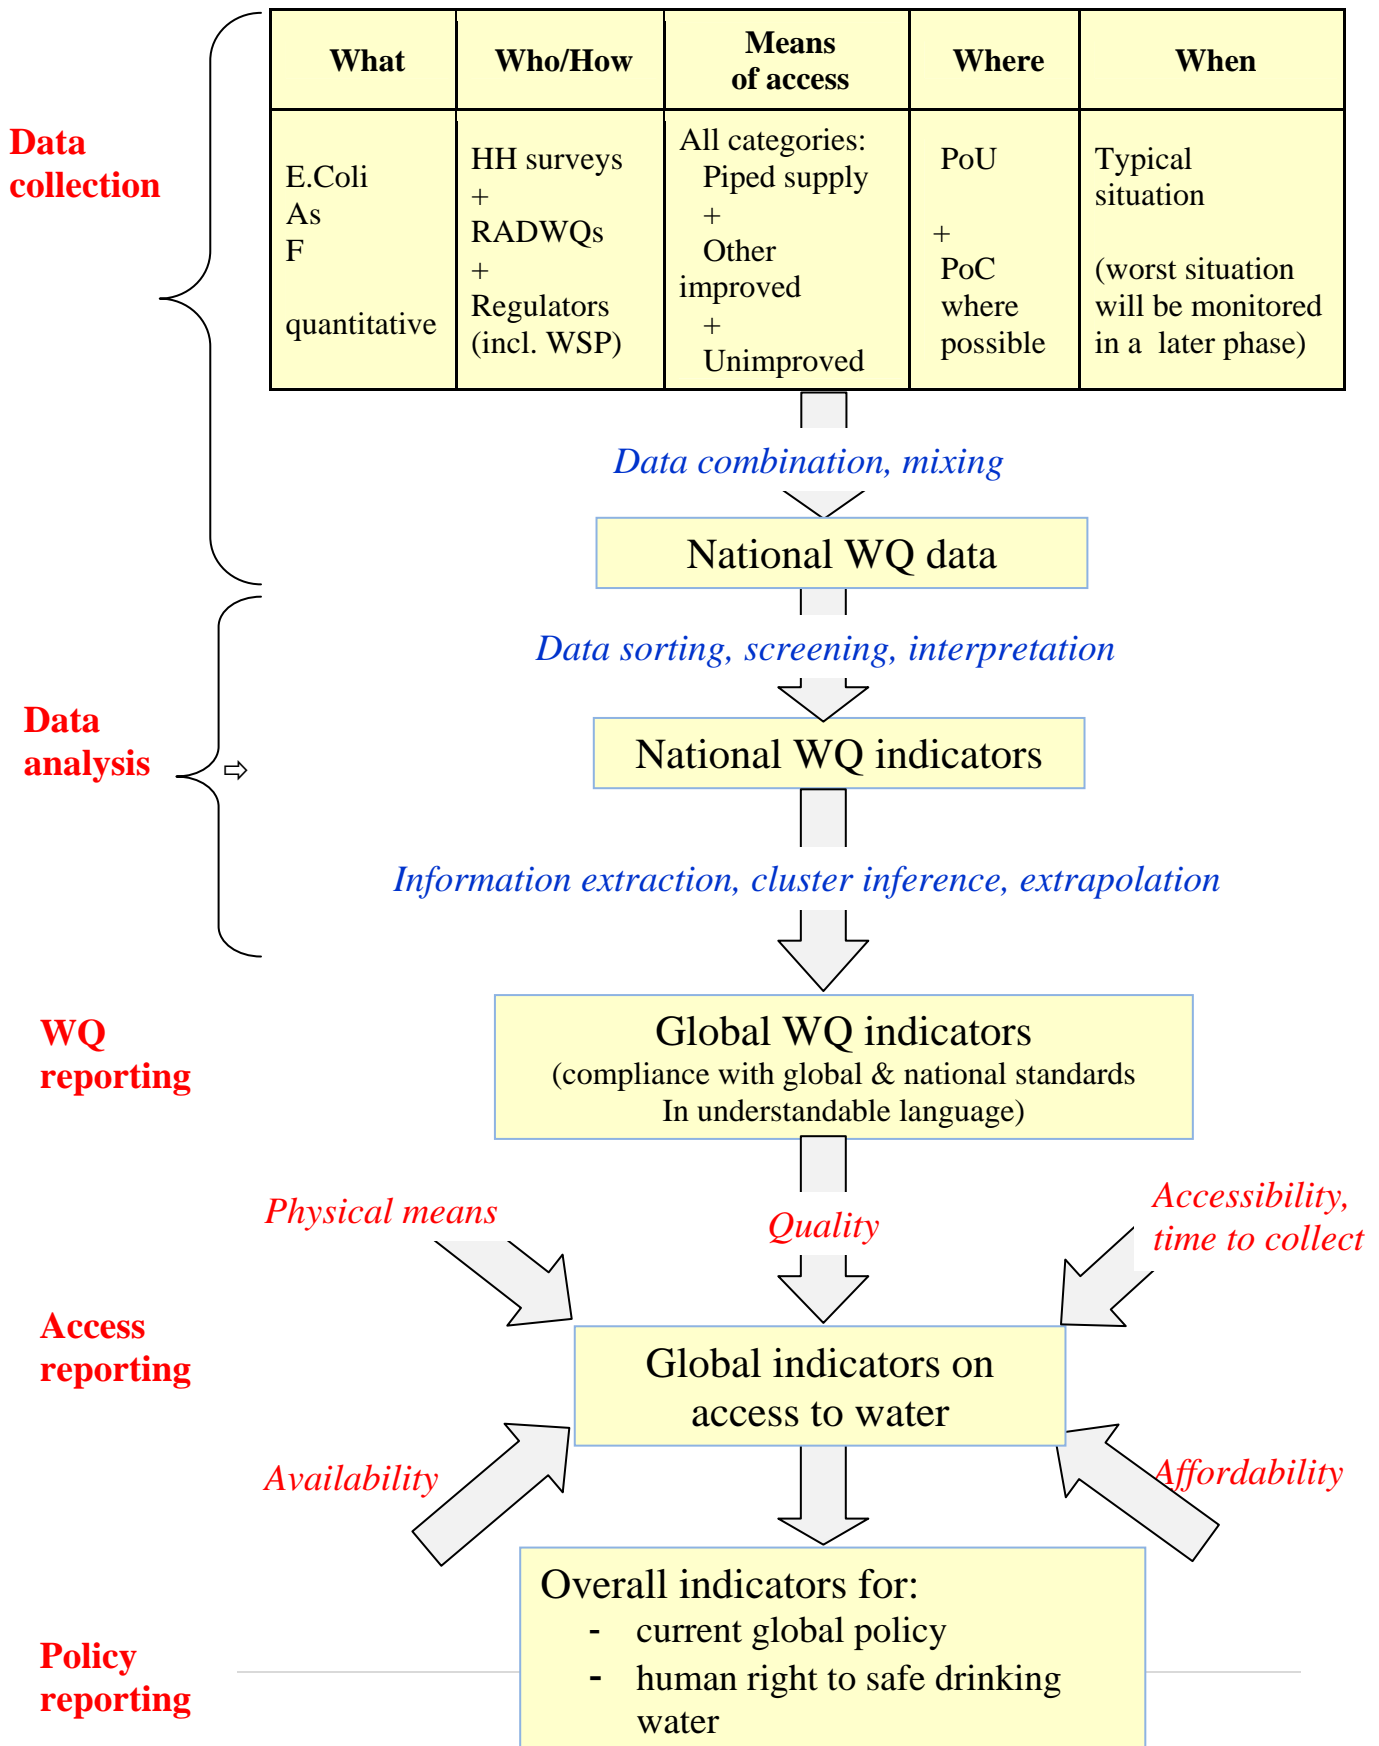 What
Who/How
Means
of access
Where
When
Data
collection
E.Coli
As
F
quantitative
HH surveys
+
RADWQs
+
Regulators
(incl. WSP)
All categories:
Piped supply
+
Other
improved
+
Unimproved
PoU
+
PoC
where
possible
Typical
situation
(worst situation
will be monitored
in a later phase)
Data combination, mixing
National WQ data
Data sorting, screening, interpretation
Data
analysis
⇨
National WQ indicators
Information extraction, cluster inference, extrapolation
WQ
reporting
Global WQ indicators
(compliance with global & national standards
In understandable language)
Physical means
Quality
Accessibility,
time to collect
Access
reporting
Global indicators on
access to water
Availability
Affordability
Policy
reporting
Overall indicators for:
- current global policy
- human right to safe drinking
water